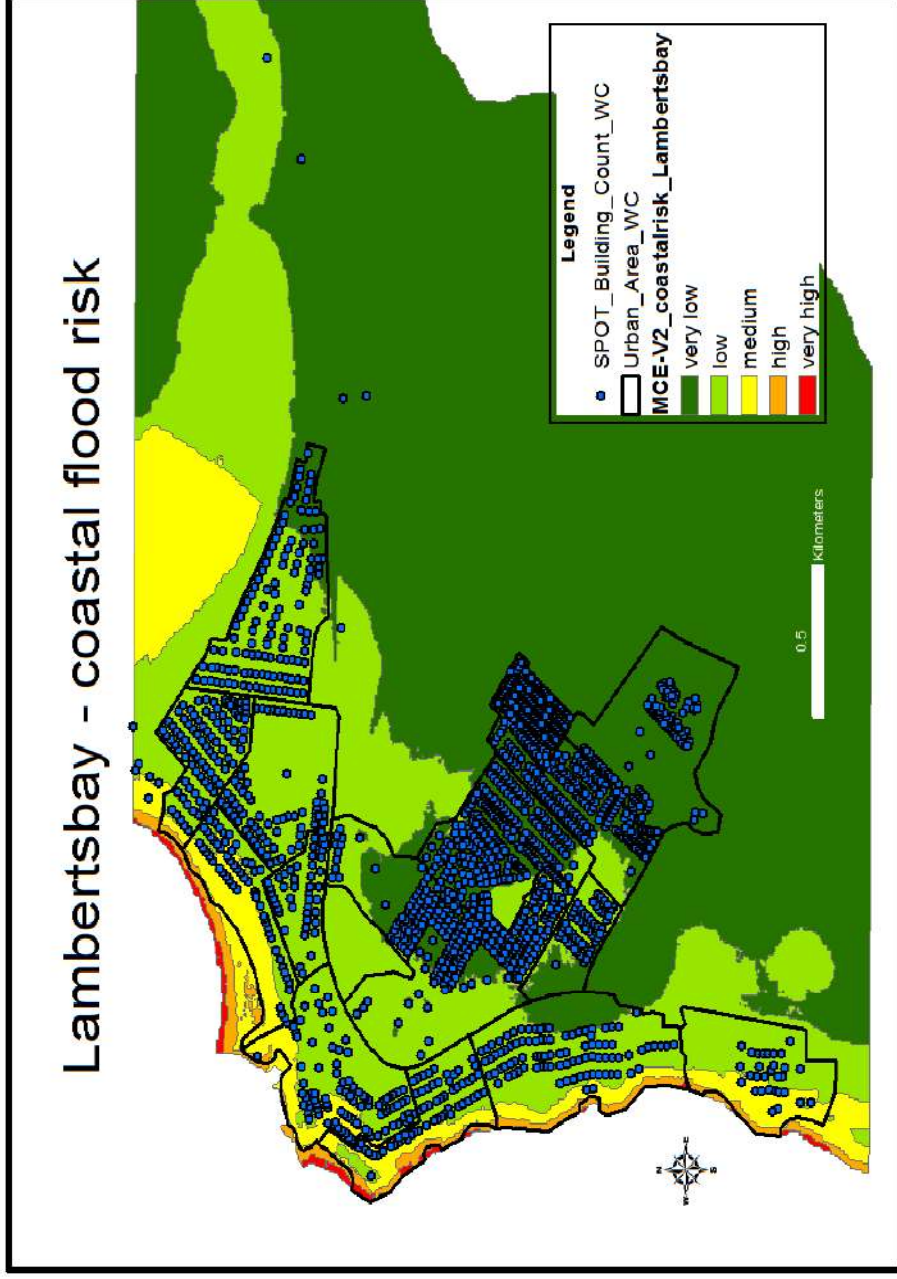 Lambertsbay - coastal flood risk
Legend
SPOT_Building_Count_WC
Urban_Area_WC
MCE-V2_coastalrisk_Lambertsbay
very low
low
medium
high
very high
0.5
Kilometers
N
W
E
S